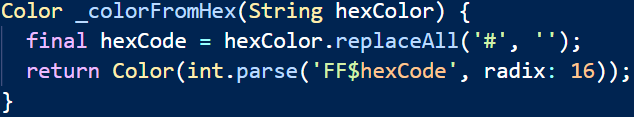 Color _colorFromHex(String hexColor) {
  final hexCode = hexColor.replaceAll('#', '');
  return Color(int.parse('FF$hexCode', radix: 16));
}